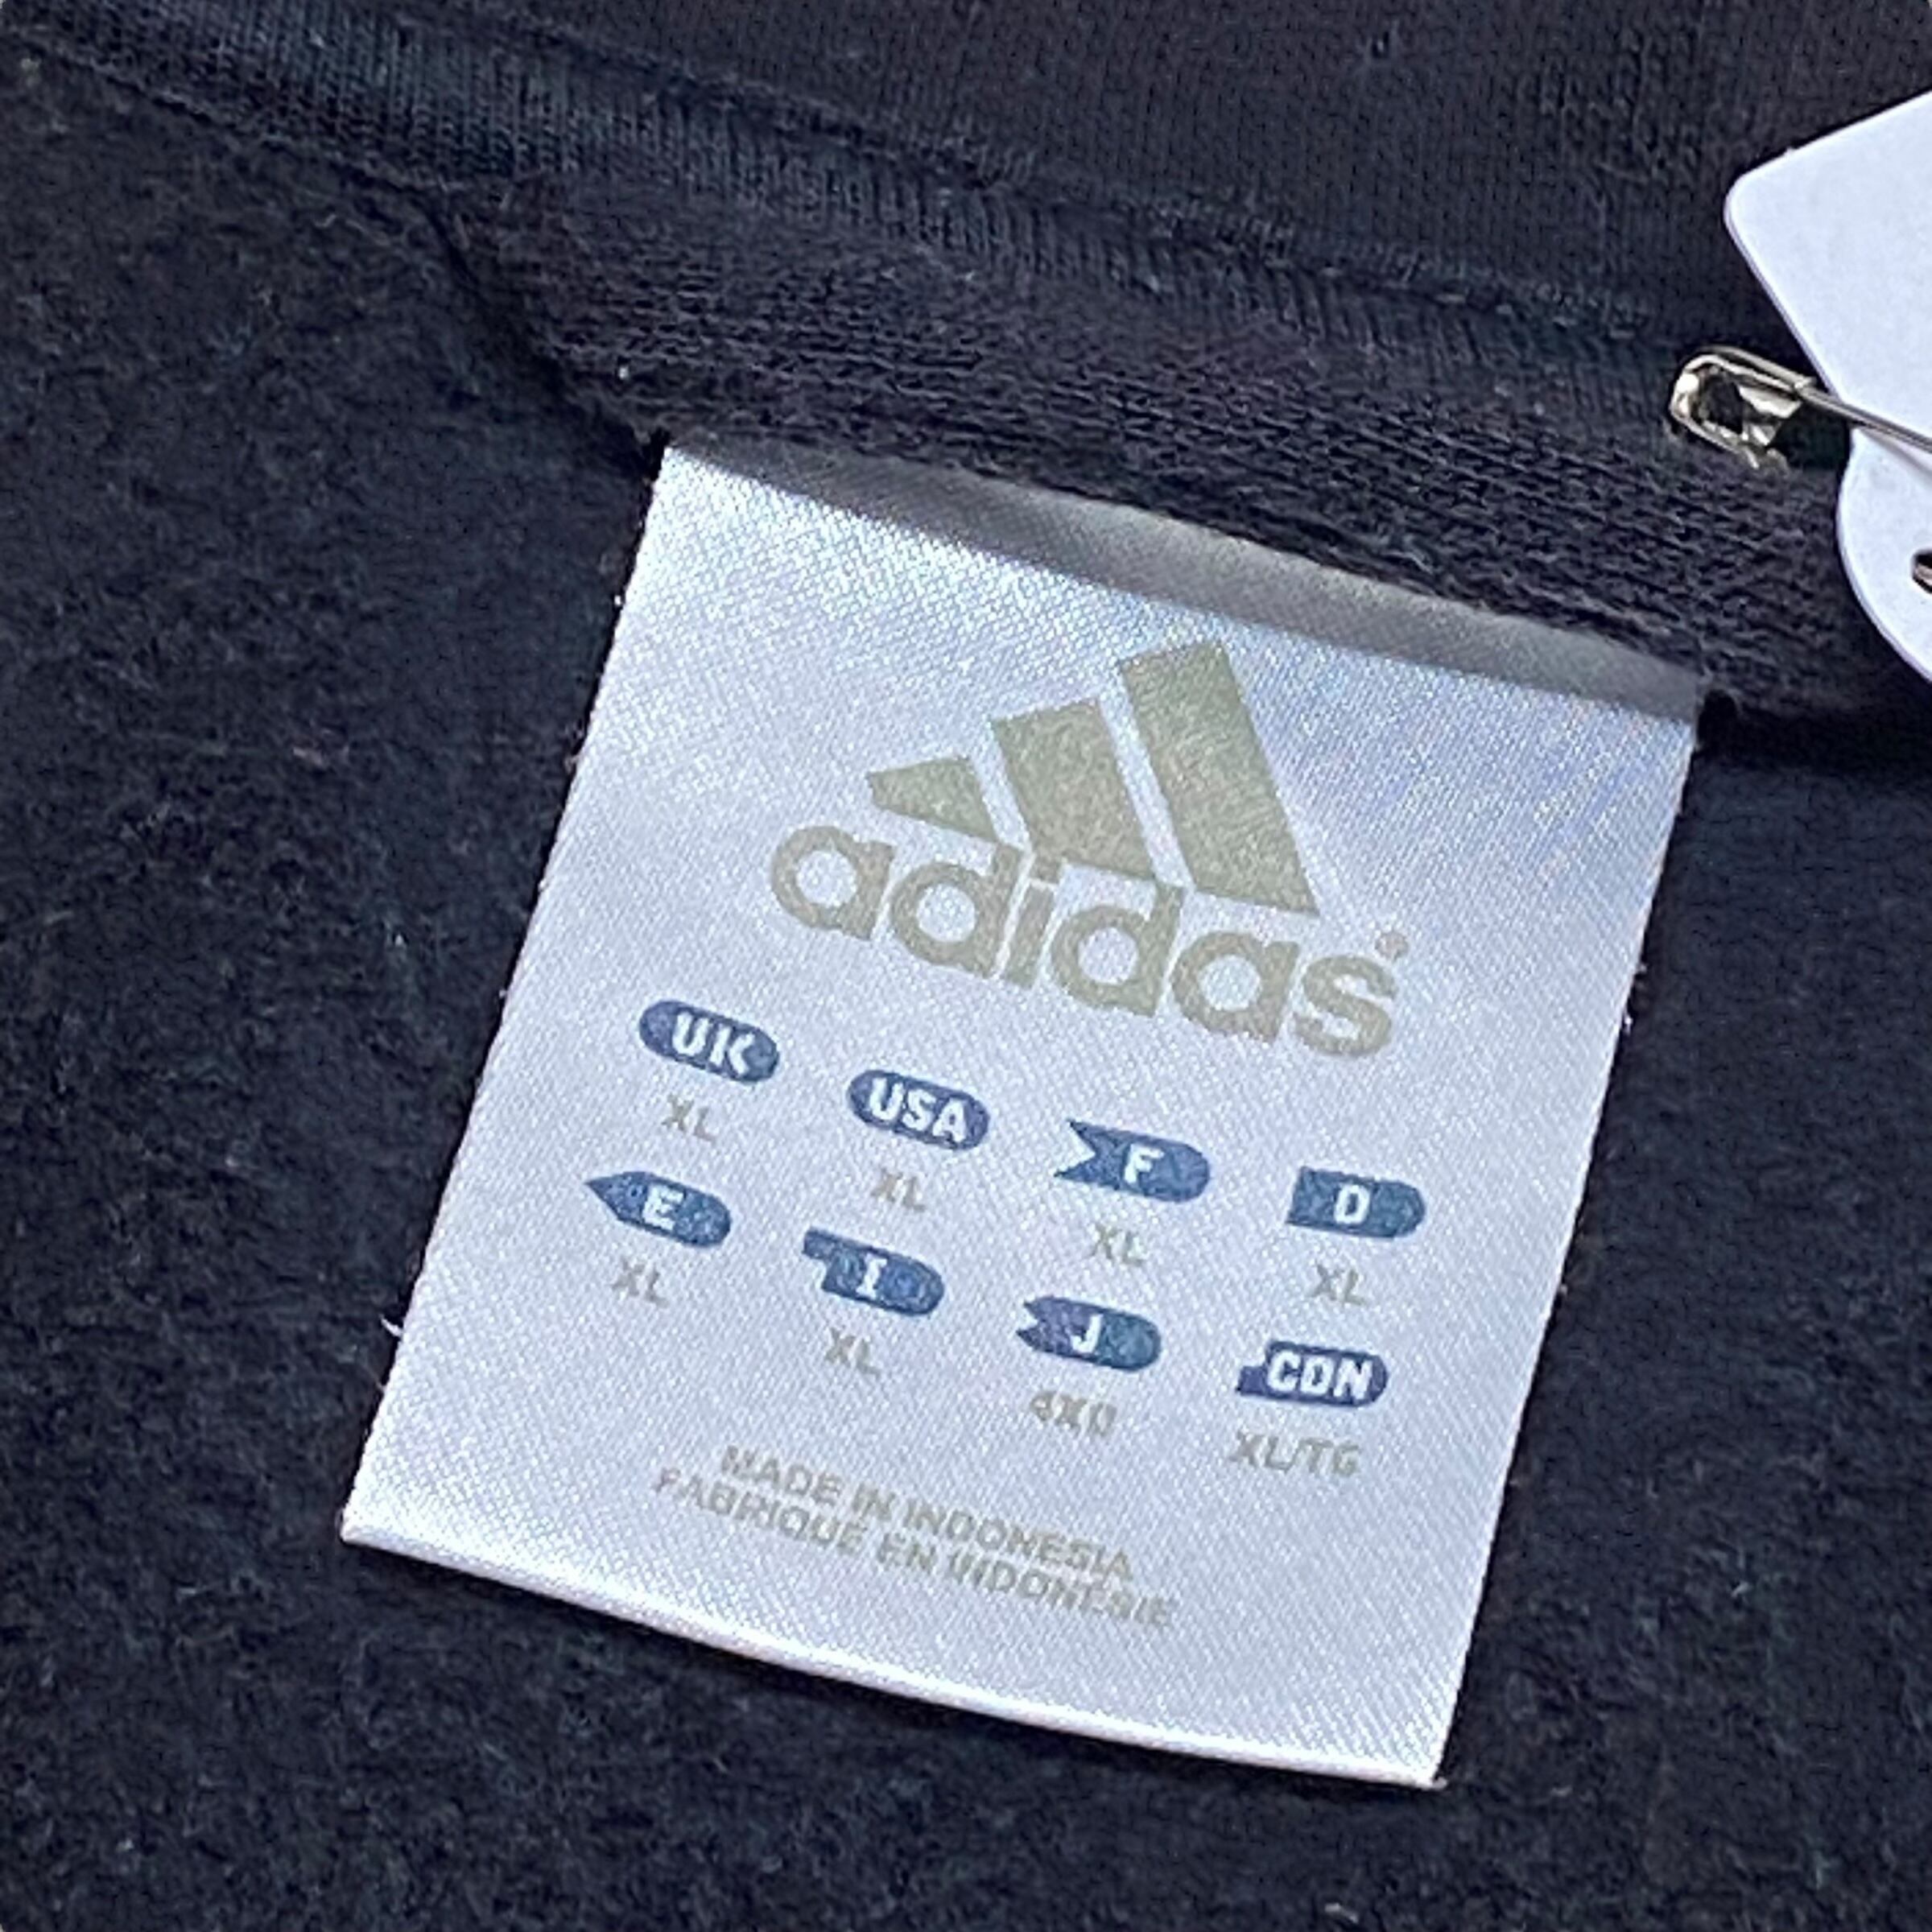 adidas®
UK USA F D
XL XL XL XL
E I J CDN
XL XL 4XO XL/TG
MADE IN INDONESIA
FABRIQUE EN INDONESIE